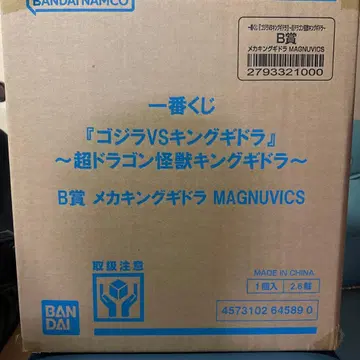 BANDAI NAMCO
B賞
メカキングギドラ MAGNUVICS
2793321000
一番くじ
『ゴジラVSキングギドラ』
〜超ドラゴン怪獣キングギドラ〜
B賞 メカキングギドラ MAGNUVICS
取扱注意
MADE IN CHINA
1個入
BAN
DAI
4573102 64589 0